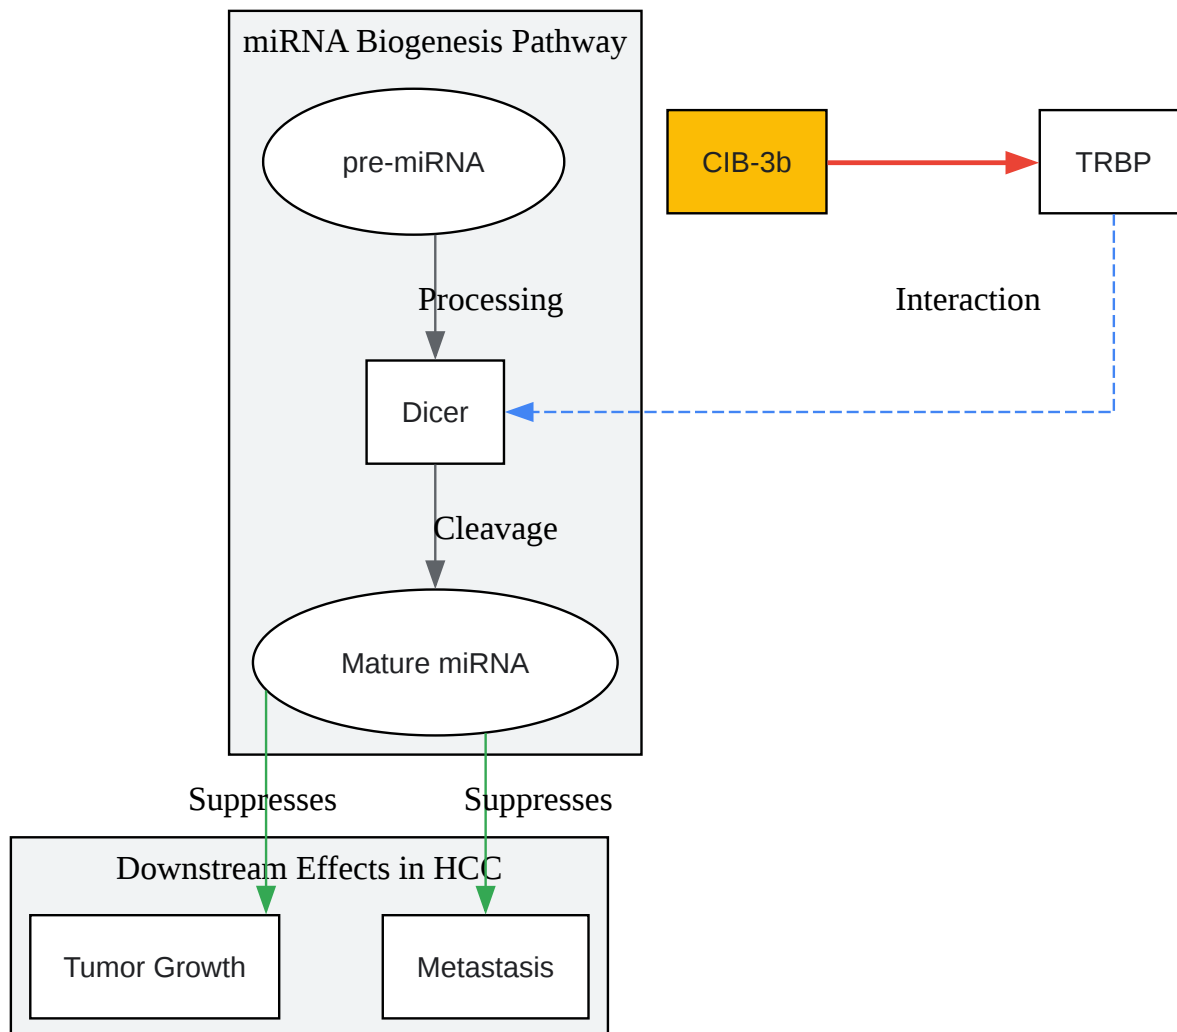 miRNA Biogenesis Pathway
pre-miRNA
CIB-3b
TRBP
Processing
Interaction
Dicer
Cleavage
Mature miRNA
Suppresses
Suppresses
Downstream Effects in HCC
Tumor Growth
Metastasis